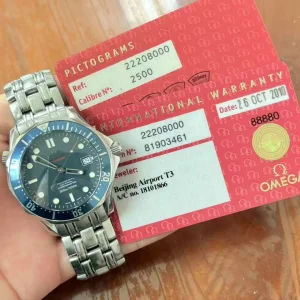 PICTOGRAMS
Ref: 22208000
Calibre N°: 2500
INTERNATIONAL WARRANTY
Date: 26 OCT 2010
22208000
81903461
88880
Jeweler:
Beijing Airport T3
A/C no. 18101866
OMEGA